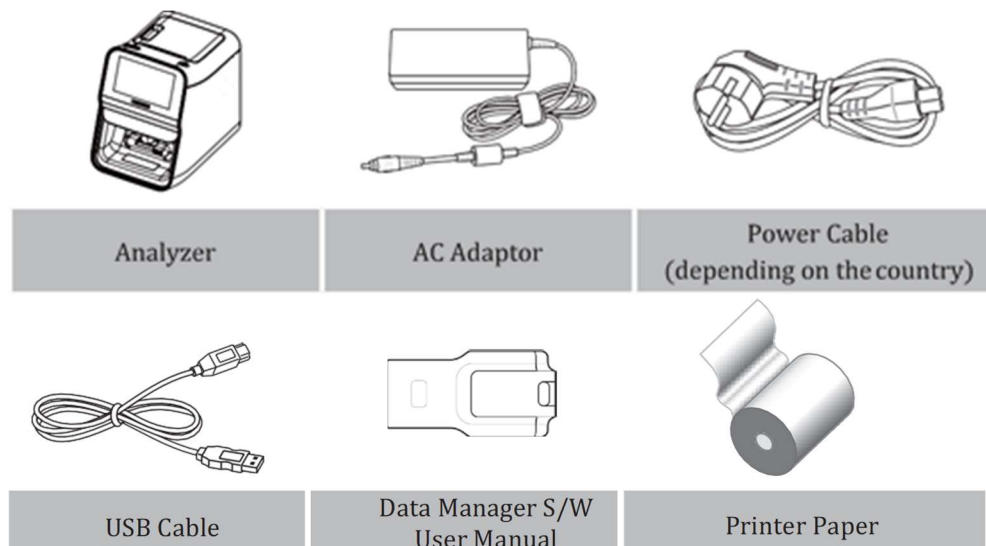 Analyzer
AC Adaptor
Power Cable
(depending on the country)
USB Cable
Data Manager S/W
User Manual
Printer Paper